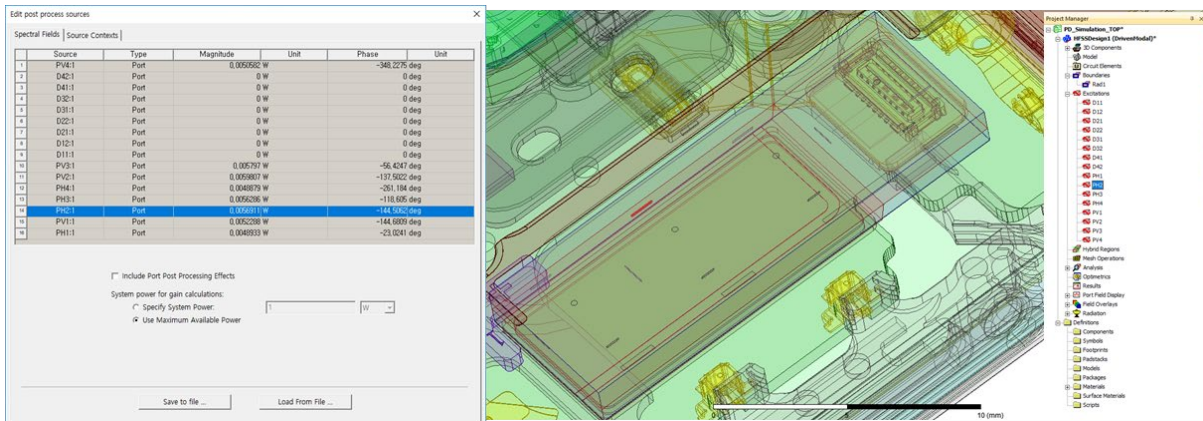 Edit post process sources
Spectral Fields Source Contexts
Source Type Magnitude Unit Phase Unit
1 PV4:1 Port 0,0050582 W -348,2275 deg
2 D42:1 Port 0 W 0 deg
3 D41:1 Port 0 W 0 deg
4 D32:1 Port 0 W 0 deg
5 D31:1 Port 0 W 0 deg
6 D22:1 Port 0 W 0 deg
7 D21:1 Port 0 W 0 deg
8 D12:1 Port 0 W 0 deg
9 D11:1 Port 0 W 0 deg
10 PV3:1 Port 0,005797 W -56,4247 deg
11 PV2:1 Port 0,0059807 W -137,5022 deg
12 PH4:1 Port 0,0048879 W -261,184 deg
13 PH3:1 Port 0,0056286 W -118,605 deg
14 PH2:1 Port 0,0056911 W -144,5062 deg
15 PV1:1 Port 0,0052288 W -144,6809 deg
16 PH1:1 Port 0,0048933 W -23,0241 deg
Include Port Post Processing Effects
System power for gain calculations:
Specify System Power: 1 W
Use Maximum Available Power
Save to file ... Load From File ...
10 (mm)
Project Manager
PD_Simulation_TOP*
HFSSDesign1 (DrivenModal)*
3D Components
Model
Circuit Elements
Boundaries
Rad1
Excitations
D11
D12
D21
D22
D31
D32
D41
D42
PH1
PH2
PH3
PH4
PV1
PV2
PV3
PV4
Hybrid Regions
Mesh Operations
Analysis
Optimetrics
Results
Port Field Display
Field Overlays
Radiation
Definitions
Components
Symbols
Footprints
Padstacks
Models
Packages
Materials
Surface Materials
Scripts